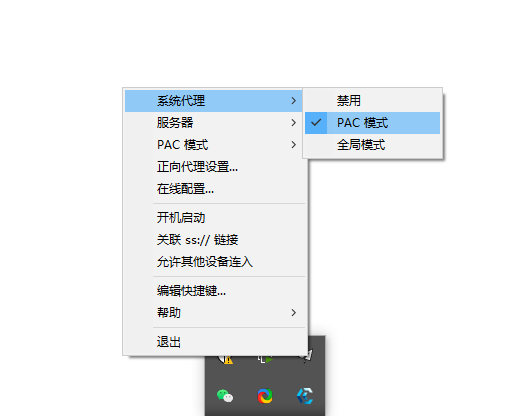 系统代理
服务器
PAC 模式
正向代理设置...
在线配置...
开机启动
关联 ss:// 链接
允许其他设备连入
编辑快捷键...
帮助
退出
禁用
PAC 模式
全局模式